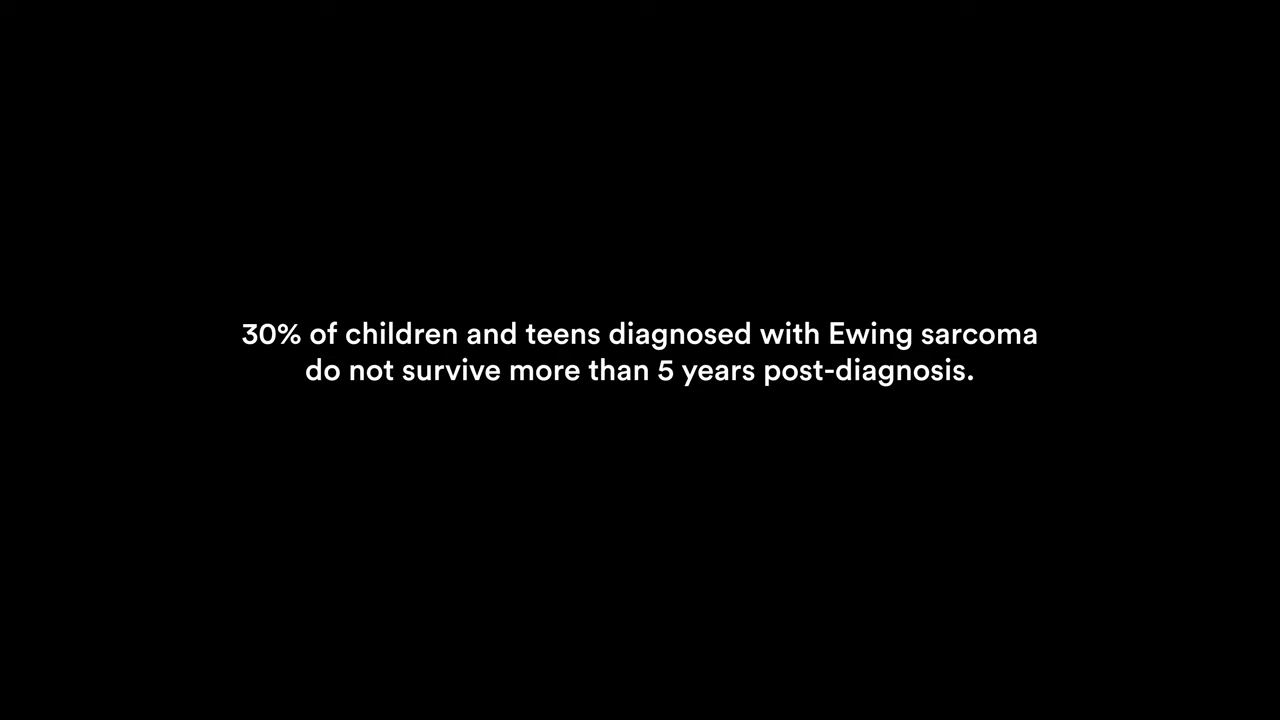 30% of children and teens diagnosed with Ewing sarcoma
do not survive more than 5 years post-diagnosis.